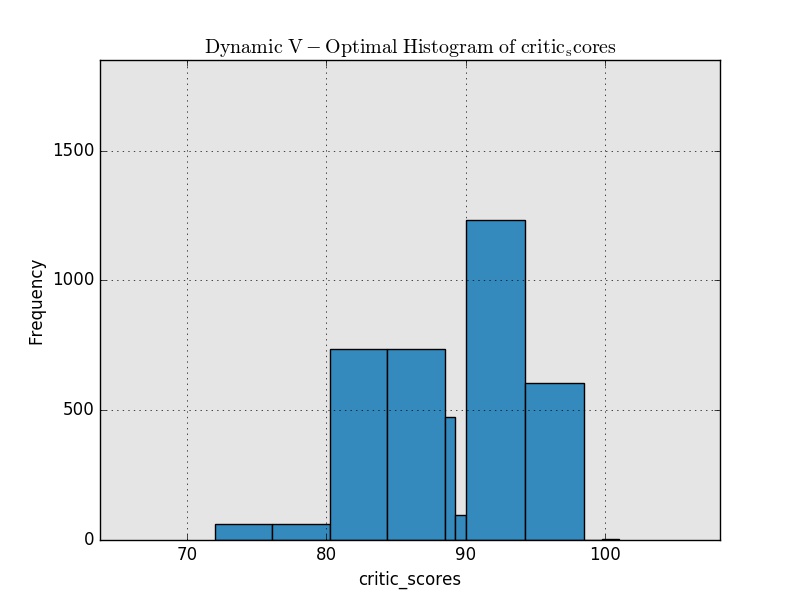 Dynamic V − Optimal Histogram of critic_scores
1500
1000
500
0
Frequency
70 80 90 100
critic_scores